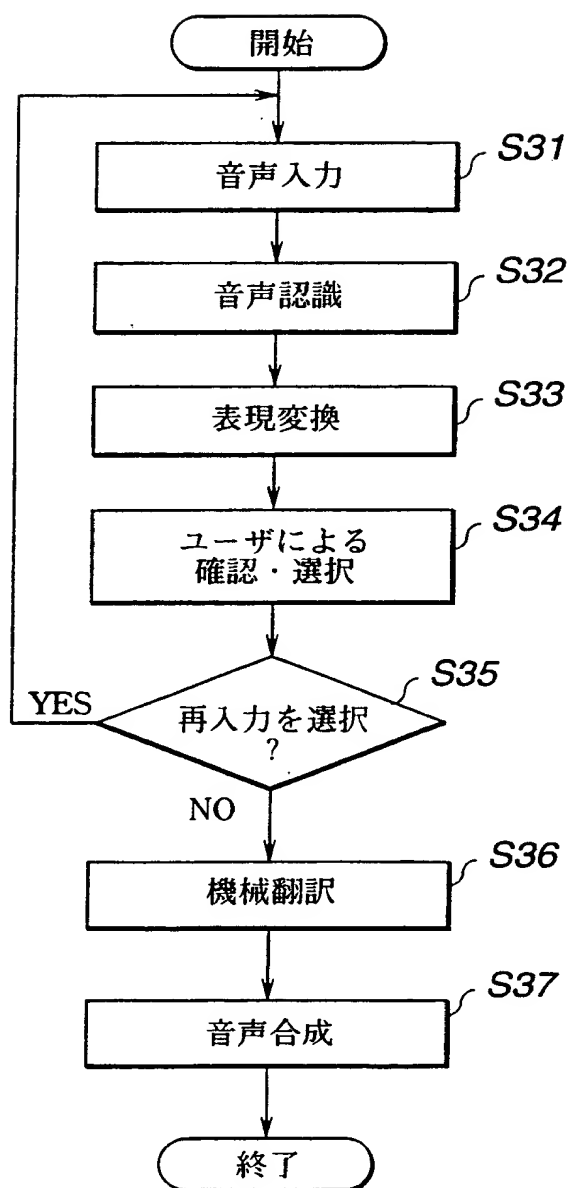 開始
S31
音声入力
S32
音声認識
S33
表現変換
S34
ユーザによる
確認・選択
S35
YES
再入力を選択
?
NO
S36
機械翻訳
S37
音声合成
終了